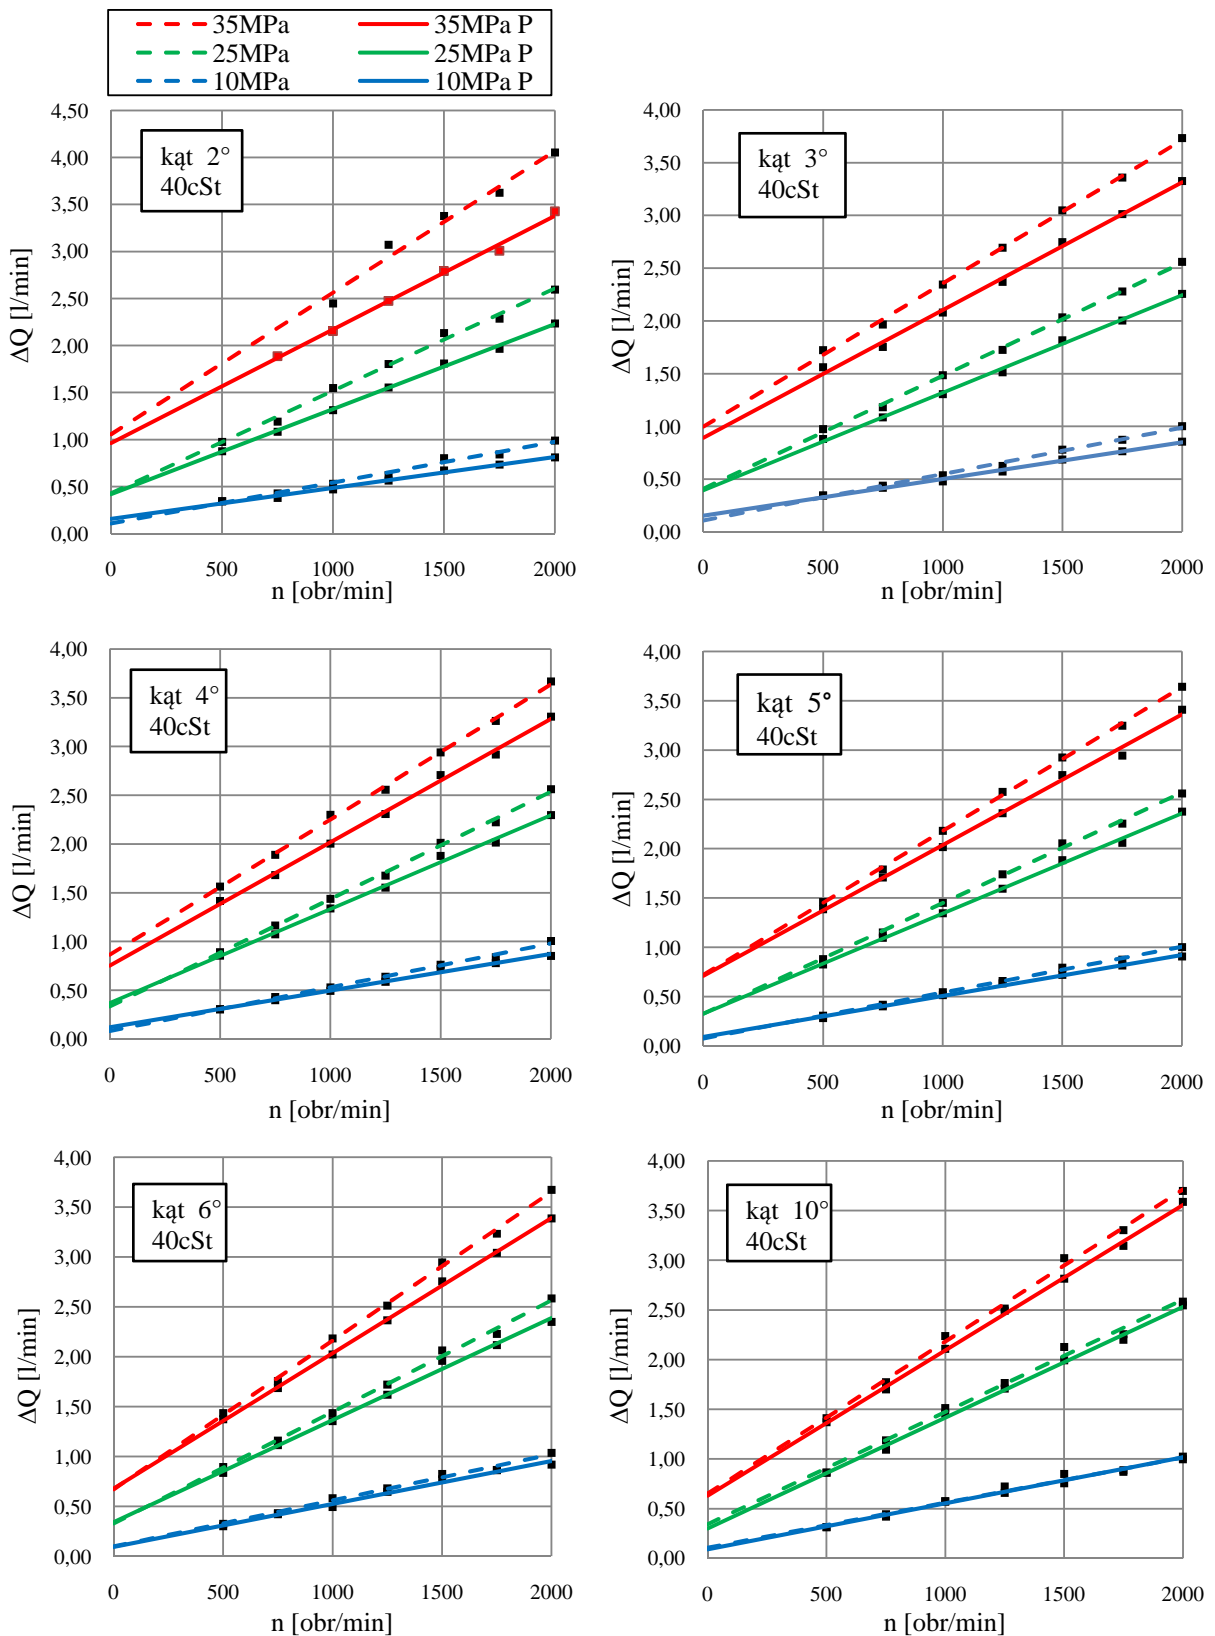 35MPa 35MPa P
25MPa 25MPa P
10MPa 10MPa P
4,50
4,00
3,50
3,00
2,50
2,00
1,50
1,00
0,50
0,00
ΔQ [l/min]
kąt 2°
40cSt
0 500 1000 1500 2000
n [obr/min]
4,00
3,50
3,00
2,50
2,00
1,50
1,00
0,50
0,00
ΔQ [l/min]
kąt 3°
40cSt
0 500 1000 1500 2000
n [obr/min]
4,00
3,50
3,00
2,50
2,00
1,50
1,00
0,50
0,00
ΔQ [l/min]
kąt 4°
40cSt
0 500 1000 1500 2000
n [obr/min]
4,00
3,50
3,00
2,50
2,00
1,50
1,00
0,50
0,00
ΔQ [l/min]
kąt 5°
40cSt
0 500 1000 1500 2000
n [obr/min]
4,00
3,50
3,00
2,50
2,00
1,50
1,00
0,50
0,00
ΔQ [l/min]
kąt 6°
40cSt
0 500 1000 1500 2000
n [obr/min]
4,00
3,50
3,00
2,50
2,00
1,50
1,00
0,50
0,00
ΔQ [l/min]
kąt 10°
40cSt
0 500 1000 1500 2000
n [obr/min]